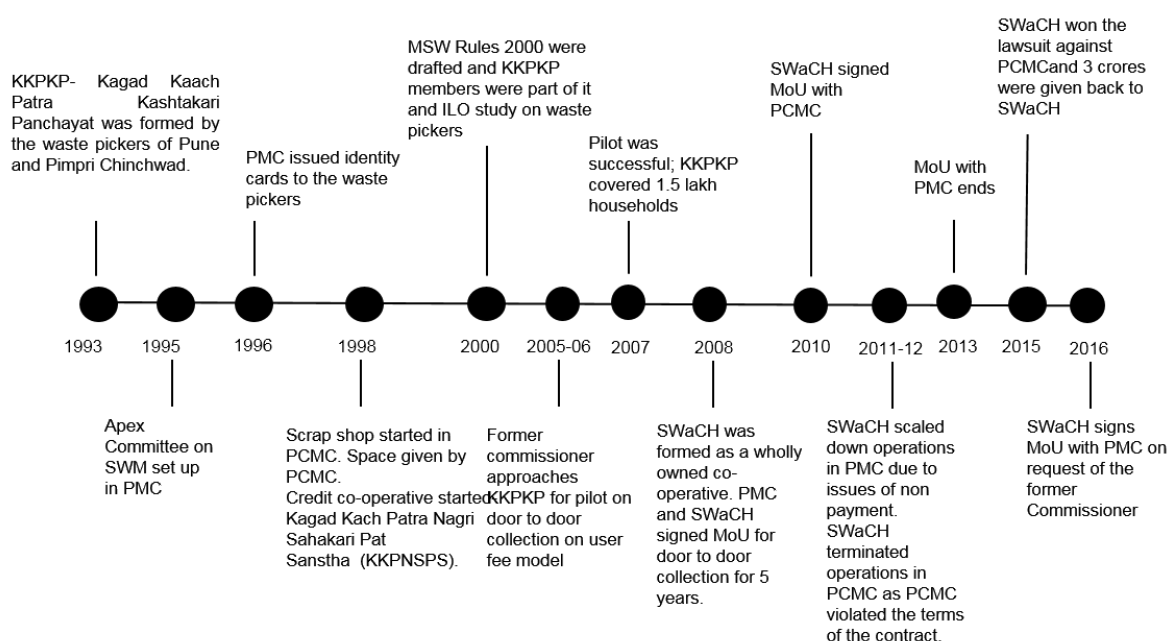 KKPKP- Kagad Kaach
Patra Kashtakari
Panchayat was formed by
the waste pickers of Pune
and Pimpri Chinchwad.
PMC issued identity
cards to the waste
pickers
MSW Rules 2000 were
drafted and KKPKP
members were part of it
and ILO study on waste
pickers
Pilot was
successful; KKPKP
covered 1.5 lakh
households
SWaCH signed
MoU with
PCMC
MoU with
PMC ends
SWaCH won the
lawsuit against
PCMCand 3 crores
were given back to
SWaCH
1993
1995
1996
1998
2000
2005-06
2007
2008
2010
2011-12
2013
2015
2016
Apex
Committee on
SWM set up
in PMC
Scrap shop started in
PCMC. Space given by
PCMC.
Credit co-operative started
Kagad Kach Patra Nagri
Sahakari Pat
Sanstha (KKPNSPS).
Former
commissioner
approaches
KKPKP for pilot on
door to door
collection on user
fee model
SWaCH was
formed as a wholly
owned co-
operative. PMC
and SWaCH
signed MoU for
door to door
collection for 5
years.
SWaCH scaled
down operations
in PMC due to
issues of non
payment.
SWaCH
terminated
operations in
PCMC as PCMC
violated the terms
of the contract.
SWaCH signs
MoU with PMC on
request of the
former
Commissioner